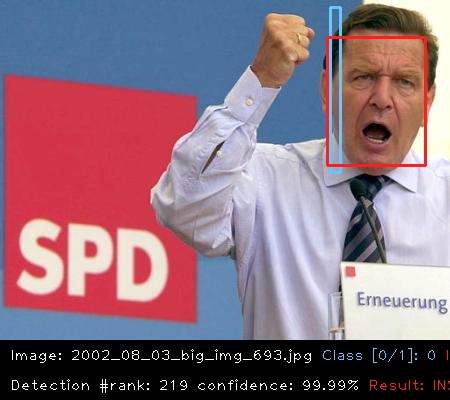 SPD
Erneuerung
Image: 2002_08_03_big_img_693.jpg Class [0/1]: 0
Detection #rank: 219 confidence: 99.99% Result: